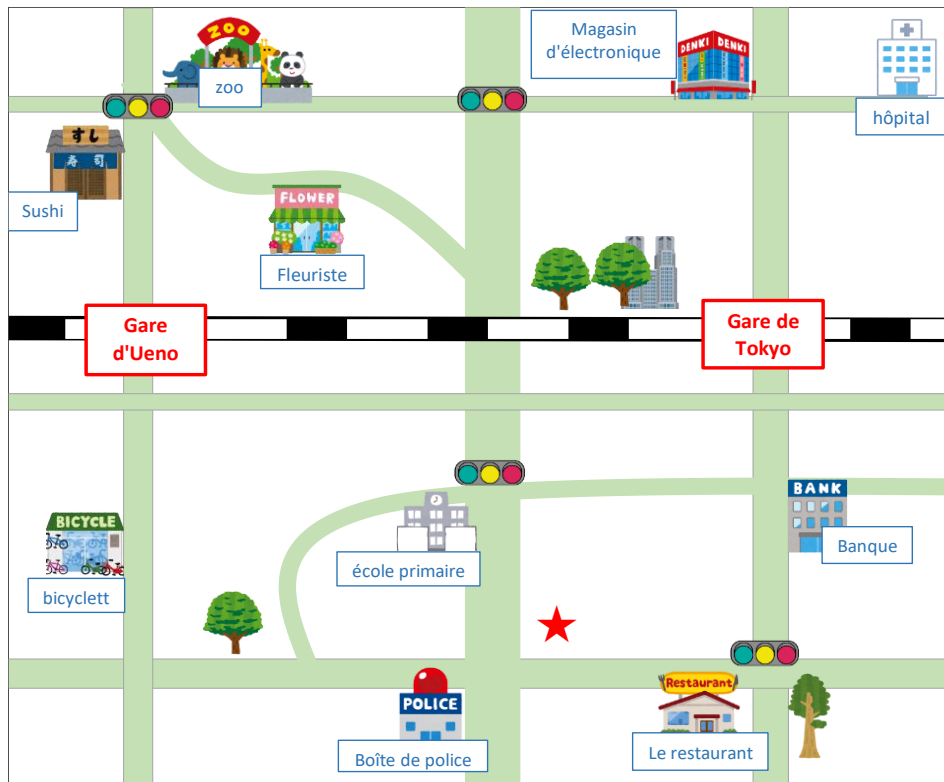 ZOO
zoo
Magasin
d'électronique
DENKI DENKI
hôpital
すし
寿司
Sushi
FLOWER
Fleuriste
Gare
d'Ueno
Gare de
Tokyo
BICYCLE
bicyclett
école primaire
BANK
Banque
POLICE
Boîte de police
Restaurant
Le restaurant